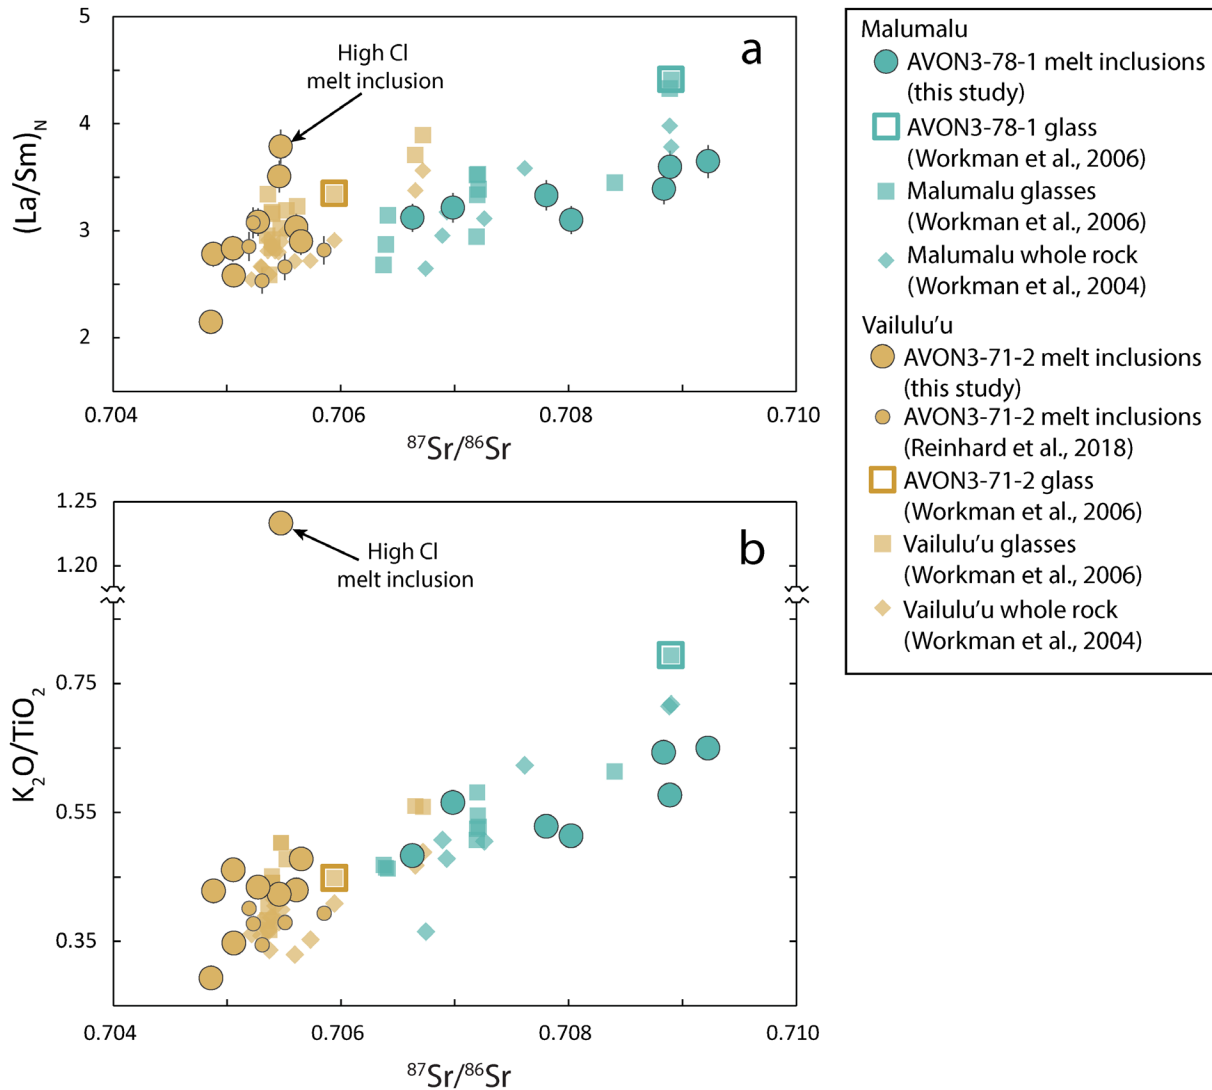 5
4
3
2
(La/Sm)N
High Cl
melt inclusion
a
0.704
0.706
0.708
0.710
87Sr/86Sr
1.25
1.20
0.75
0.55
0.35
K2O/TiO2
High Cl
melt inclusion
b
0.704
0.706
0.708
0.710
87Sr/86Sr
Malumalu
AVON3-78-1 melt inclusions
(this study)
AVON3-78-1 glass
(Workman et al., 2006)
Malumalu glasses
(Workman et al., 2006)
Malumalu whole rock
(Workman et al., 2004)
Vailulu’u
AVON3-71-2 melt inclusions
(this study)
AVON3-71-2 melt inclusions
(Reinhard et al., 2018)
AVON3-71-2 glass
(Workman et al., 2006)
Vailulu’u glasses
(Workman et al., 2006)
Vailulu’u whole rock
(Workman et al., 2004)